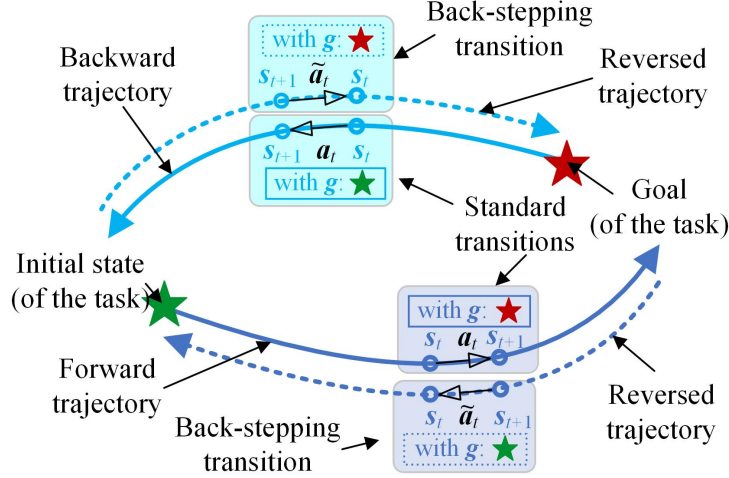 Back-stepping
transition
with g:
Backward
trajectory
Reversed
trajectory
s_{t+1} ã_t s_t
s_{t+1} a_t s_t
with g:
Goal
(of the task)
Standard
transitions
Initial state
(of the task)
with g:
s_t a_t s_{t+1}
Forward
trajectory
s_t ã_t s_{t+1}
with g:
Reversed
trajectory
Back-stepping
transition